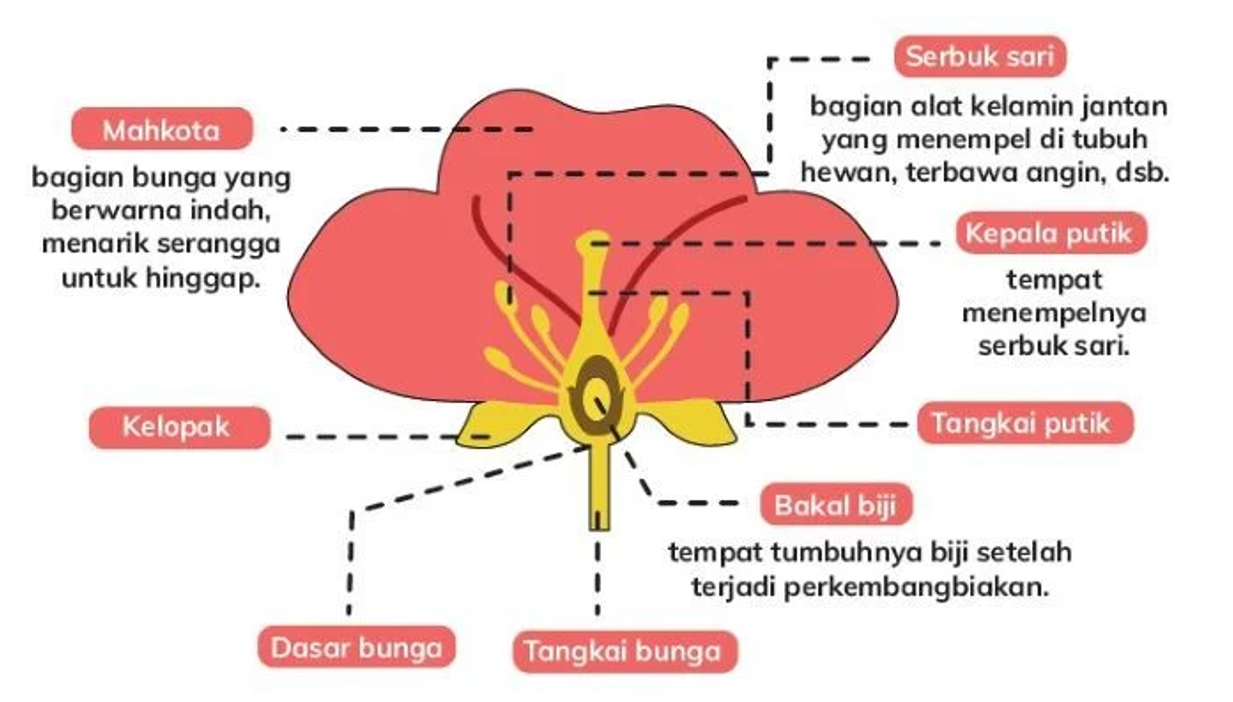 Serbuk sari
bagian alat kelamin jantan
yang menempel di tubuh
hewan, terbawa angin, dsb.
Mahkota
bagian bunga yang
berwarna indah,
menarik serangga
untuk hinggap.
Kepala putik
tempat
menempelnya
serbuk sari.
Kelopak
Tangkai putik
Bakal biji
tempat tumbuhnya biji setelah
terjadi perkembangbiakan.
Dasar bunga
Tangkai bunga